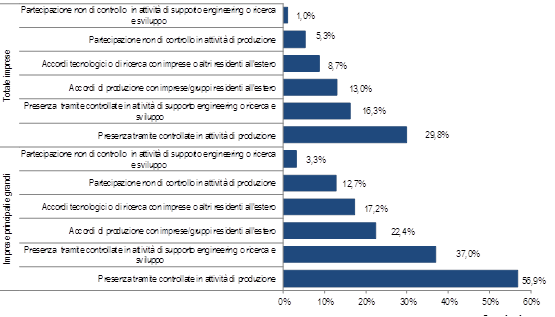 Totale imprese
Partecipazione non di controllo in attività di supporto engineering o ricerca
e sviluppo
1,0%
Partecipazione non di controllo in attività di produzione
5,3%
Accordi tecnologici o di ricerca con imprese o altri residenti all'estero
8,7%
Accordi di produzione con imprese/gruppi residenti all'estero
13,0%
Presenza tramite controllate in attività di supporto engineering o ricerca e
sviluppo
16,3%
Presenza tramite controllate in attività di produzione
29,8%
Imprese principali e grandi
Partecipazione non di controllo in attività di supporto engineering o ricerca
e sviluppo
3,3%
Partecipazione non di controllo in attività di produzione
12,7%
Accordi tecnologici o di ricerca con imprese o altri residenti all'estero
17,2%
Accordi di produzione con imprese/gruppi residenti all'estero
22,4%
Presenza tramite controllate in attività di supporto engineering o ricerca e
sviluppo
37,0%
Presenza tramite controllate in attività di produzione
56,9%
0% 10% 20% 30% 40% 50% 60%